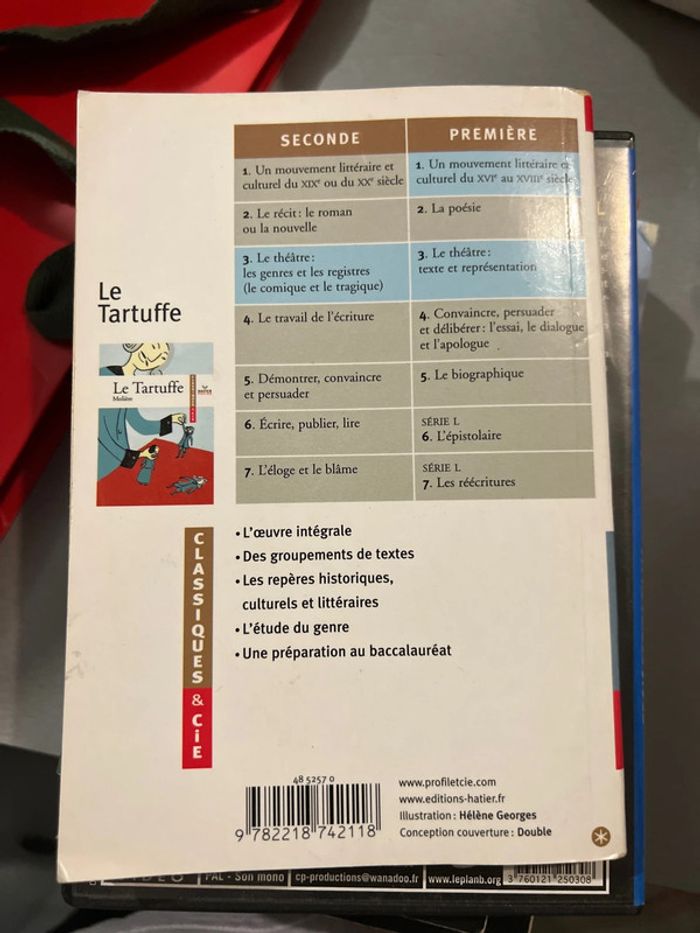 SECONDE
PREMIÈRE
1. Un mouvement littéraire et
culturel du XIXe ou du XXe siècle
1. Un mouvement littéraire et
culturel du XVIe au XVIIIe siècle
2. Le récit : le roman
ou la nouvelle
2. La poésie
3. Le théâtre :
les genres et les registres
(le comique et le tragique)
3. Le théâtre :
texte et représentation
4. Le travail de l'écriture
4. Convaincre, persuader
et délibérer : l'essai, le dialogue
et l'apologue
5. Démontrer, convaincre
et persuader
5. Le biographique
6. Écrire, publier, lire
SÉRIE L
6. L'épistolaire
7. L'éloge et le blâme
SÉRIE L
7. Les réécritures
Le
Tartuffe
Le Tartuffe
Molière
CLASSIQUES & CiE
• L'œuvre intégrale
• Des groupements de textes
• Les repères historiques,
culturels et littéraires
• L'étude du genre
• Une préparation au baccalauréat
48 5257 0
9 782218 742118
www.profiletcie.com
www.editions-hatier.fr
Illustration : Hélène Georges
Conception couverture : Double
PAL - Son mono
cp-productions@wanadoo.fr
www.leplanb.org
3 760121 250308